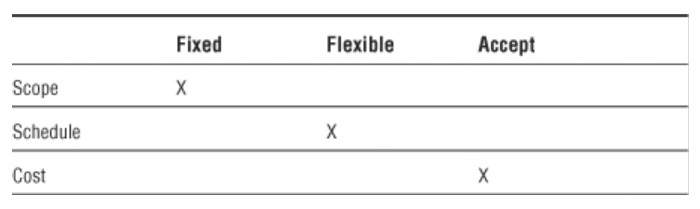 Fixed Flexible Accept
Scope X
Schedule X
Cost X